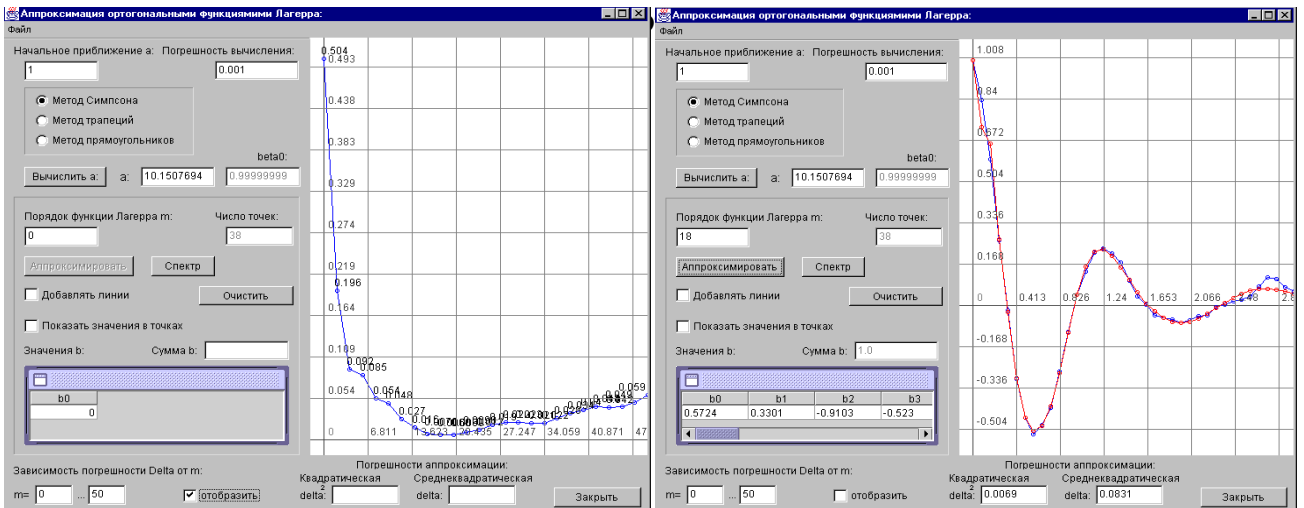 Аппроксимация ортогональными функциямими Лагерра:
Файл
Начальное приближение a: Погрешность вычисления:
1 0.001
Метод Симпсона
Метод трапеций
Метод прямоугольников
beta0:
Вычислить a: a: 10.1507694 0.99999999
Порядок функции Лагерра m: Число точек:
0 38
Аппроксимировать Спектр
Добавлять линии Очистить
Показать значения в точках
Значения b: Сумма b:
b0
0
Зависимость погрешности Delta от m:
m= 0 ... 50 отобразить
0.504
0.493
0.438
0.383
0.329
0.274
0.219
0.196
0.164
0.109
0.092
0.085
0.054 0.054
0.048
0.027
0.059
0 6.811 13.623 20.435 27.247 34.059 40.871 47
Погрешности аппроксимации:
Квадратическая Среднеквадратическая
2
delta: delta: Закрыть
Аппроксимация ортогональными функциямими Лагерра:
Файл
Начальное приближение a: Погрешность вычисления:
1 0.001
Метод Симпсона
Метод трапеций
Метод прямоугольников
beta0:
Вычислить a: a: 10.1507694 0.99999999
Порядок функции Лагерра m: Число точек:
18 38
Аппроксимировать Спектр
Добавлять линии Очистить
Показать значения в точках
Значения b: Сумма b: 1.0
b0 b1 b2 b3
0.5724 0.3301 -0.9103 -0.523
Зависимость погрешности Delta от m:
m= 0 ... 50 отобразить
1.008
0.84
0.672
0.504
0.336
0.168
0 0.413 0.826 1.24 1.653 2.066
-0.168
-0.336
-0.504
Погрешности аппроксимации:
Квадратическая Среднеквадратическая
2
delta: 0.0069 delta: 0.0831 Закрыть